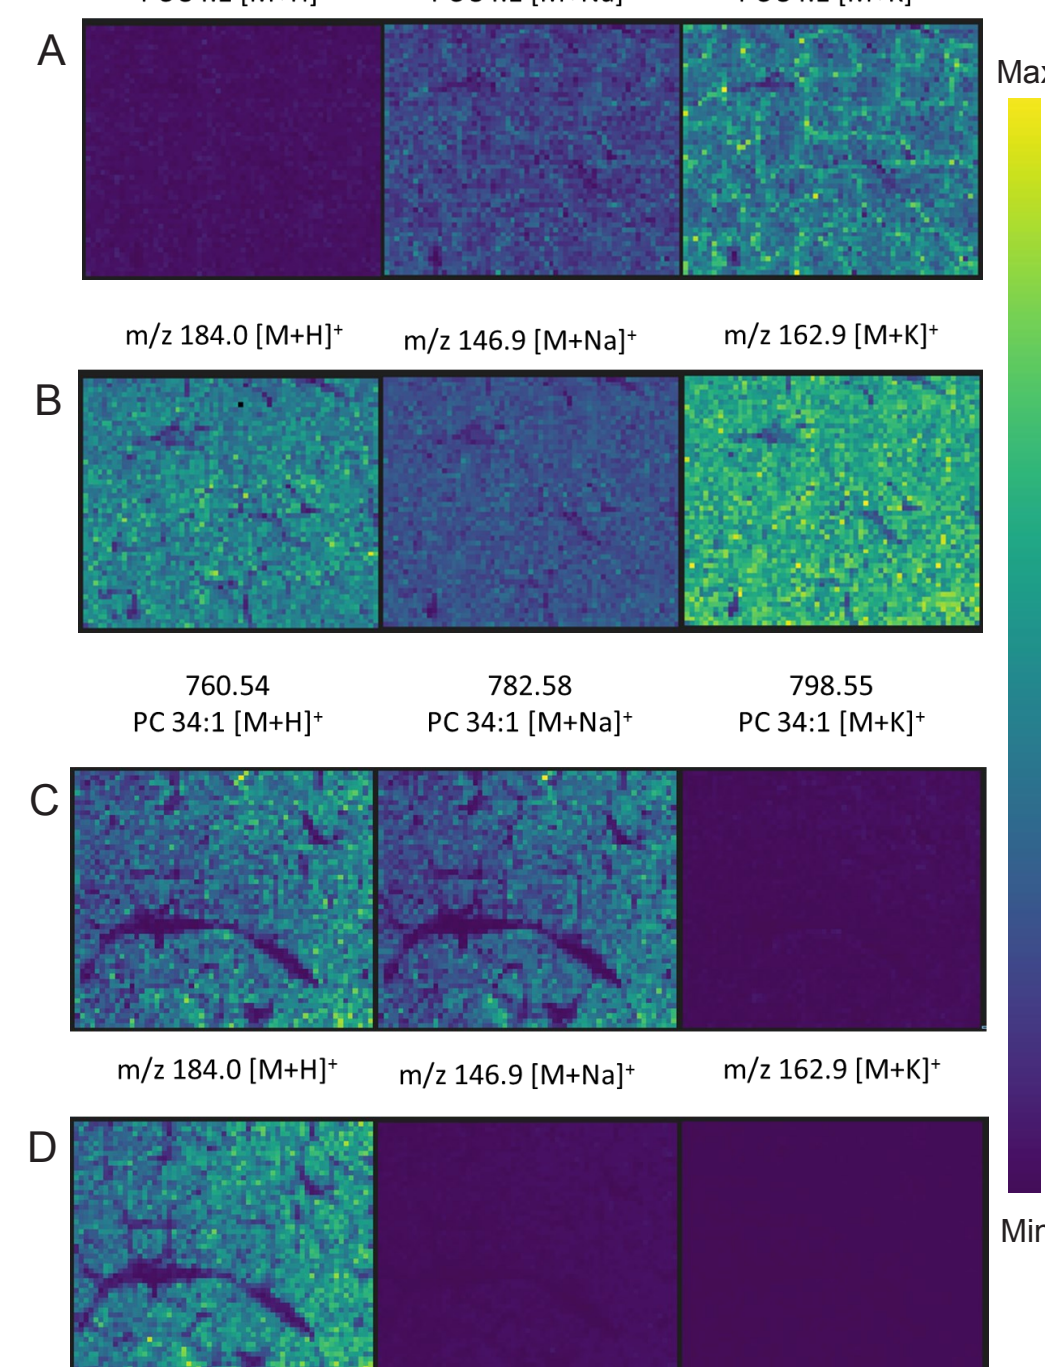 A
Max
m/z 184.0 [M+H]+ m/z 146.9 [M+Na]+ m/z 162.9 [M+K]+
B
760.54 782.58 798.55
PC 34:1 [M+H]+ PC 34:1 [M+Na]+ PC 34:1 [M+K]+
C
m/z 184.0 [M+H]+ m/z 146.9 [M+Na]+ m/z 162.9 [M+K]+
D
Min